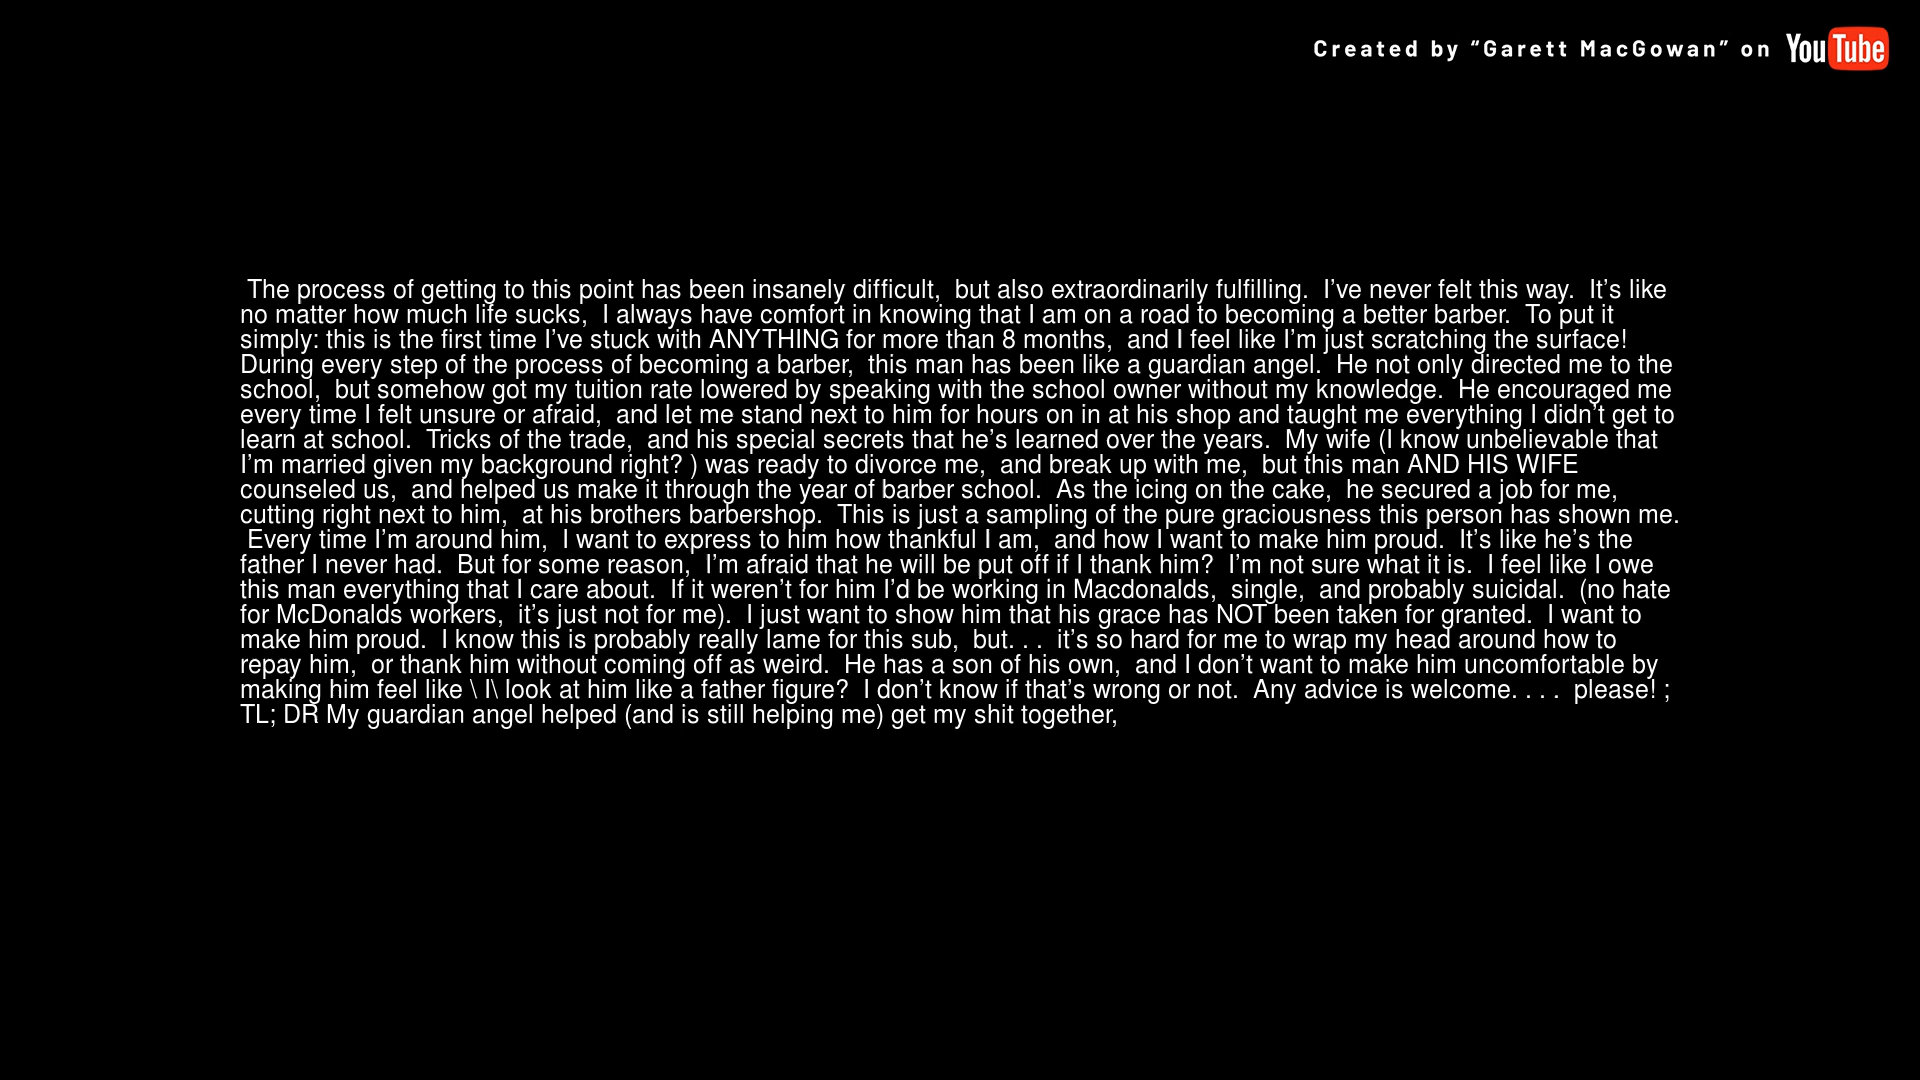 Created by “Garett MacGowan” on YouTube
The process of getting to this point has been insanely difficult,  but also extraordinarily fulfilling.  I’ve never felt this way.  It’s like
no matter how much life sucks,  I always have comfort in knowing that I am on a road to becoming a better barber.  To put it
simply: this is the first time I’ve stuck with ANYTHING for more than 8 months,  and I feel like I’m just scratching the surface!
During every step of the process of becoming a barber,  this man has been like a guardian angel.  He not only directed me to the
school,  but somehow got my tuition rate lowered by speaking with the school owner without my knowledge.  He encouraged me
every time I felt unsure or afraid,  and let me stand next to him for hours on in at his shop and taught me everything I didn’t get to
learn at school.  Tricks of the trade,  and his special secrets that he’s learned over the years.  My wife (I know unbelievable that
I’m married given my background right? ) was ready to divorce me,  and break up with me,  but this man AND HIS WIFE
counseled us,  and helped us make it through the year of barber school.  As the icing on the cake,  he secured a job for me,
cutting right next to him,  at his brothers barbershop.  This is just a sampling of the pure graciousness this person has shown me.
Every time I’m around him,  I want to express to him how thankful I am,  and how I want to make him proud.  It’s like he’s the
father I never had.  But for some reason,  I’m afraid that he will be put off if I thank him?  I’m not sure what it is.  I feel like I owe
this man everything that I care about.  If it weren’t for him I’d be working in Macdonalds,  single,  and probably suicidal.  (no hate
for McDonalds workers,  it’s just not for me).  I just want to show him that his grace has NOT been taken for granted.  I want to
make him proud.  I know this is probably really lame for this sub,  but. . .  it’s so hard for me to wrap my head around how to
repay him,  or thank him without coming off as weird.  He has a son of his own,  and I don’t want to make him uncomfortable by
making him feel like \ I\ look at him like a father figure?  I don’t know if that’s wrong or not.  Any advice is welcome. . . .  please! ;
TL; DR My guardian angel helped (and is still helping me) get my shit together,